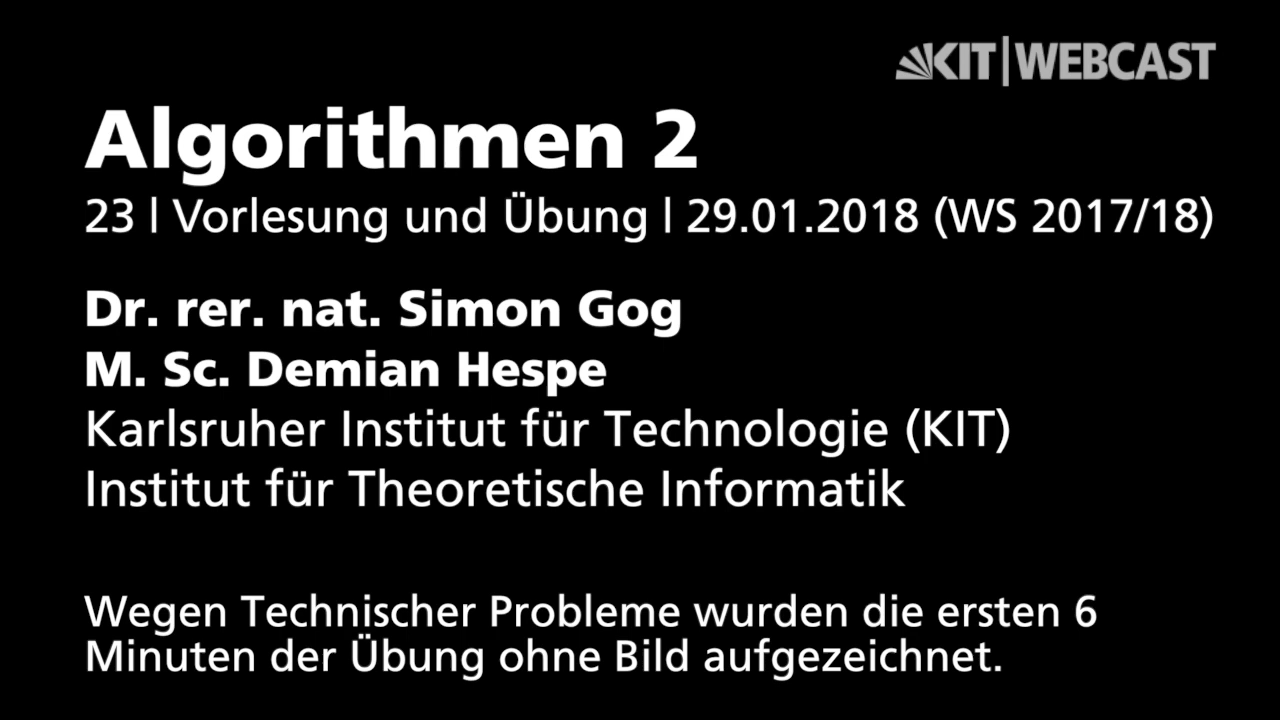 KIT|WEBCAST
Algorithmen 2
23 | Vorlesung und Übung | 29.01.2018 (WS 2017/18)
Dr. rer. nat. Simon Gog
M. Sc. Demian Hespe
Karlsruher Institut für Technologie (KIT)
Institut für Theoretische Informatik
Wegen Technischer Probleme wurden die ersten 6
Minuten der Übung ohne Bild aufgezeichnet.